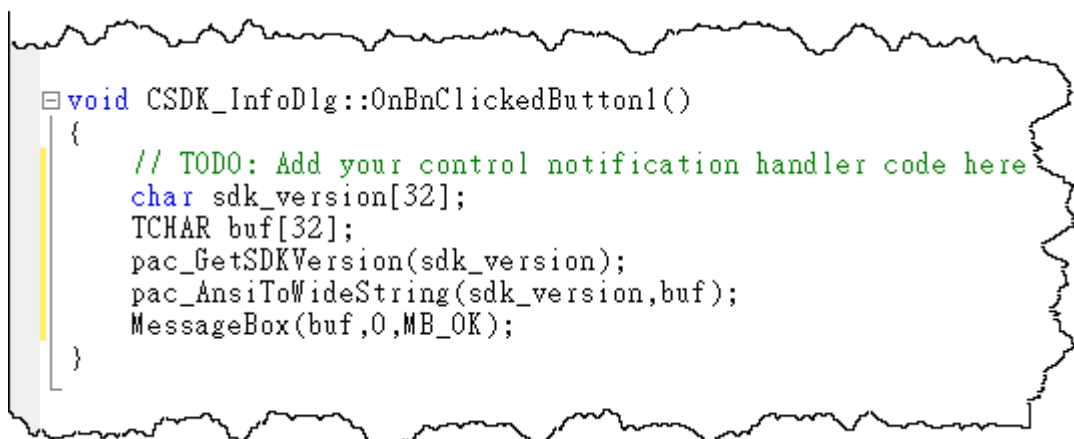 void CSDK_InfoDlg::OnBnClickedButton1()
{
// TODO: Add your control notification handler code here
char sdk_version[32];
TCHAR buf[32];
pac_GetSDKVersion(sdk_version);
pac_AnsiToWideString(sdk_version,buf);
MessageBox(buf,0,MB_OK);
}